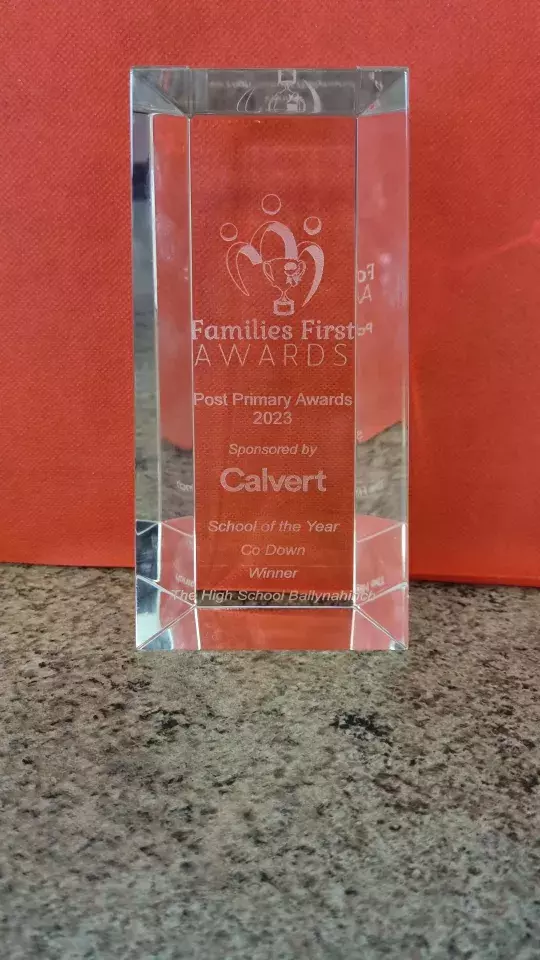 Families First
AWARDS
Post Primary Awards
2023
Sponsored by
Calvert
School of the Year
Co Down
Winner
The High School Ballynahinch